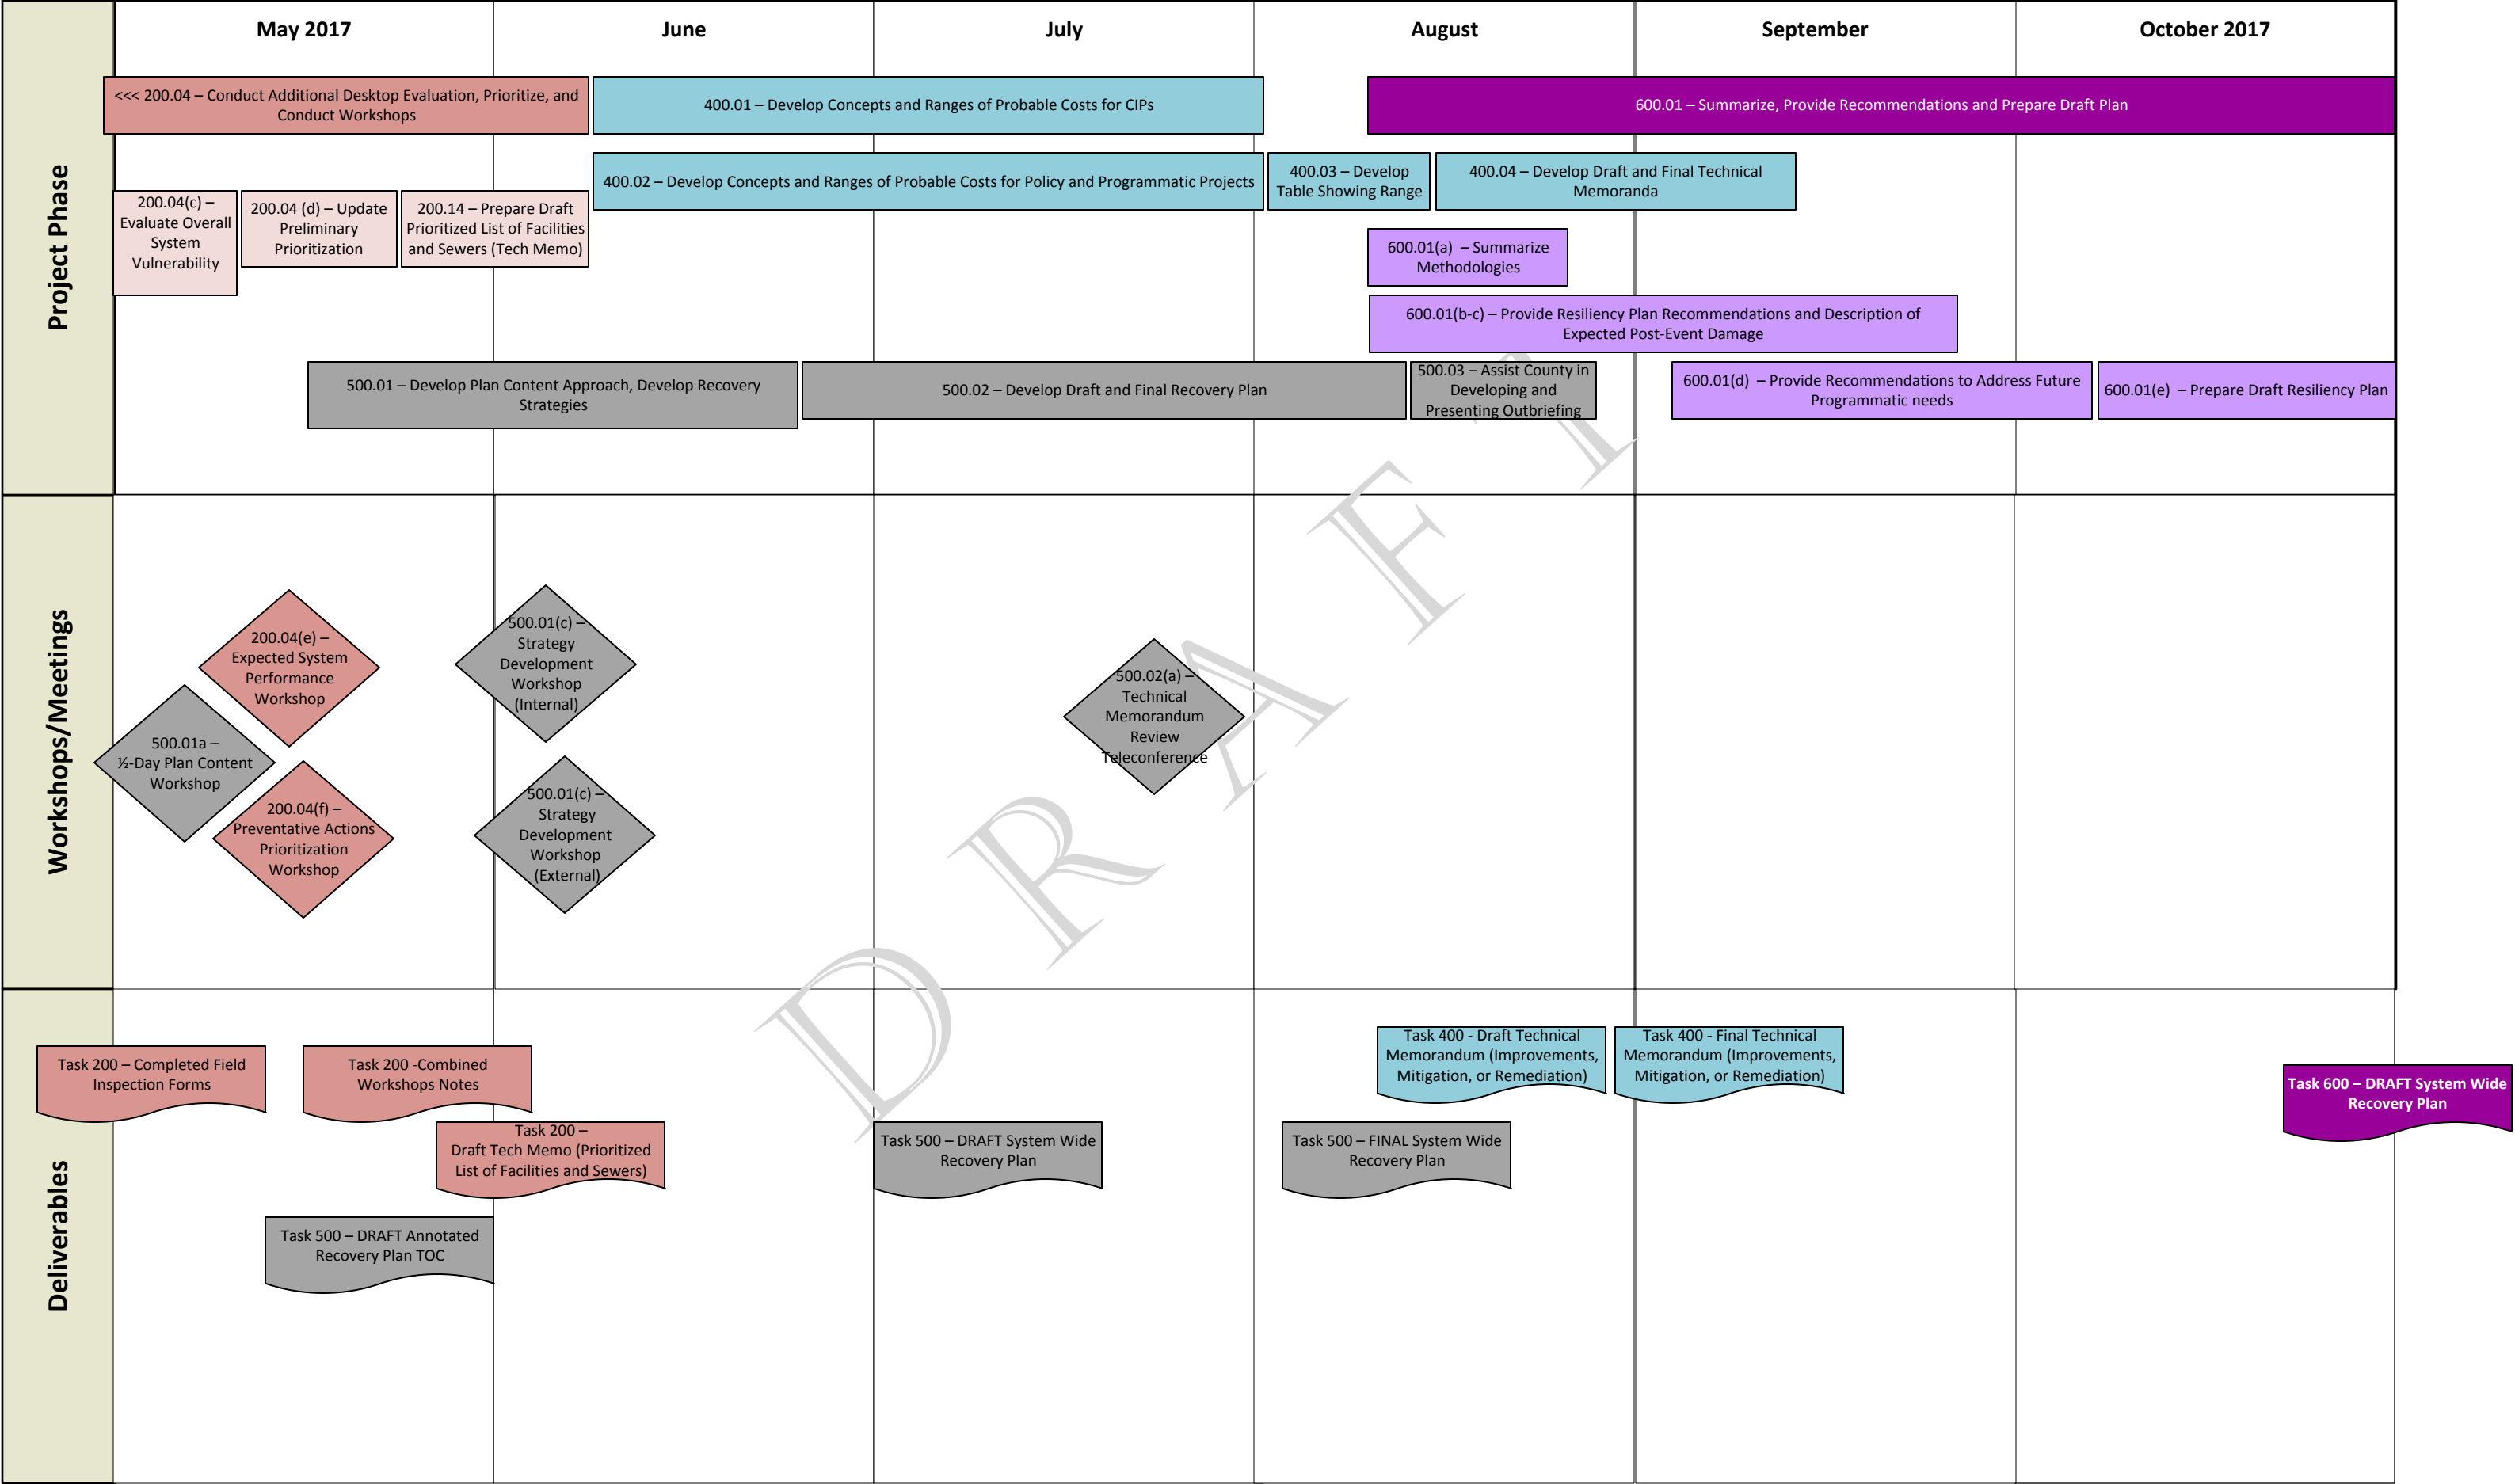 May 2017
June
July
August
September
October 2017
Project Phase
<<< 200.04 – Conduct Additional Desktop Evaluation, Prioritize, and
Conduct Workshops
400.01 – Develop Concepts and Ranges of Probable Costs for CIPs
600.01 – Summarize, Provide Recommendations and Prepare Draft Plan
400.02 – Develop Concepts and Ranges of Probable Costs for Policy and Programmatic Projects
400.03 – Develop
Table Showing Range
400.04 – Develop Draft and Final Technical
Memoranda
200.04(c) –
Evaluate Overall
System
Vulnerability
200.04 (d) – Update
Preliminary
Prioritization
200.14 – Prepare Draft
Prioritized List of Facilities
and Sewers (Tech Memo)
600.01(a) – Summarize
Methodologies
600.01(b-c) – Provide Resiliency Plan Recommendations and Description of
Expected Post-Event Damage
500.01 – Develop Plan Content Approach, Develop Recovery
Strategies
500.02 – Develop Draft and Final Recovery Plan
500.03 – Assist County in
Developing and
Presenting Outbriefing
600.01(d) – Provide Recommendations to Address Future
Programmatic needs
600.01(e) – Prepare Draft Resiliency Plan
Workshops/Meetings
200.04(e) –
Expected System
Performance
Workshop
500.01a –
½-Day Plan Content
Workshop
200.04(f) –
Preventative Actions
Prioritization
Workshop
500.01(c) –
Strategy
Development
Workshop
(Internal)
500.01(c) –
Strategy
Development
Workshop
(External)
500.02(a) –
Technical
Memorandum
Review
Teleconference
DRAFT
Deliverables
Task 200 – Completed Field
Inspection Forms
Task 200 -Combined
Workshops Notes
Task 200 –
Draft Tech Memo (Prioritized
List of Facilities and Sewers)
Task 500 – DRAFT Annotated
Recovery Plan TOC
Task 500 – DRAFT System Wide
Recovery Plan
Task 500 – FINAL System Wide
Recovery Plan
Task 400 - Draft Technical
Memorandum (Improvements,
Mitigation, or Remediation)
Task 400 - Final Technical
Memorandum (Improvements,
Mitigation, or Remediation)
Task 600 – DRAFT System Wide
Recovery Plan